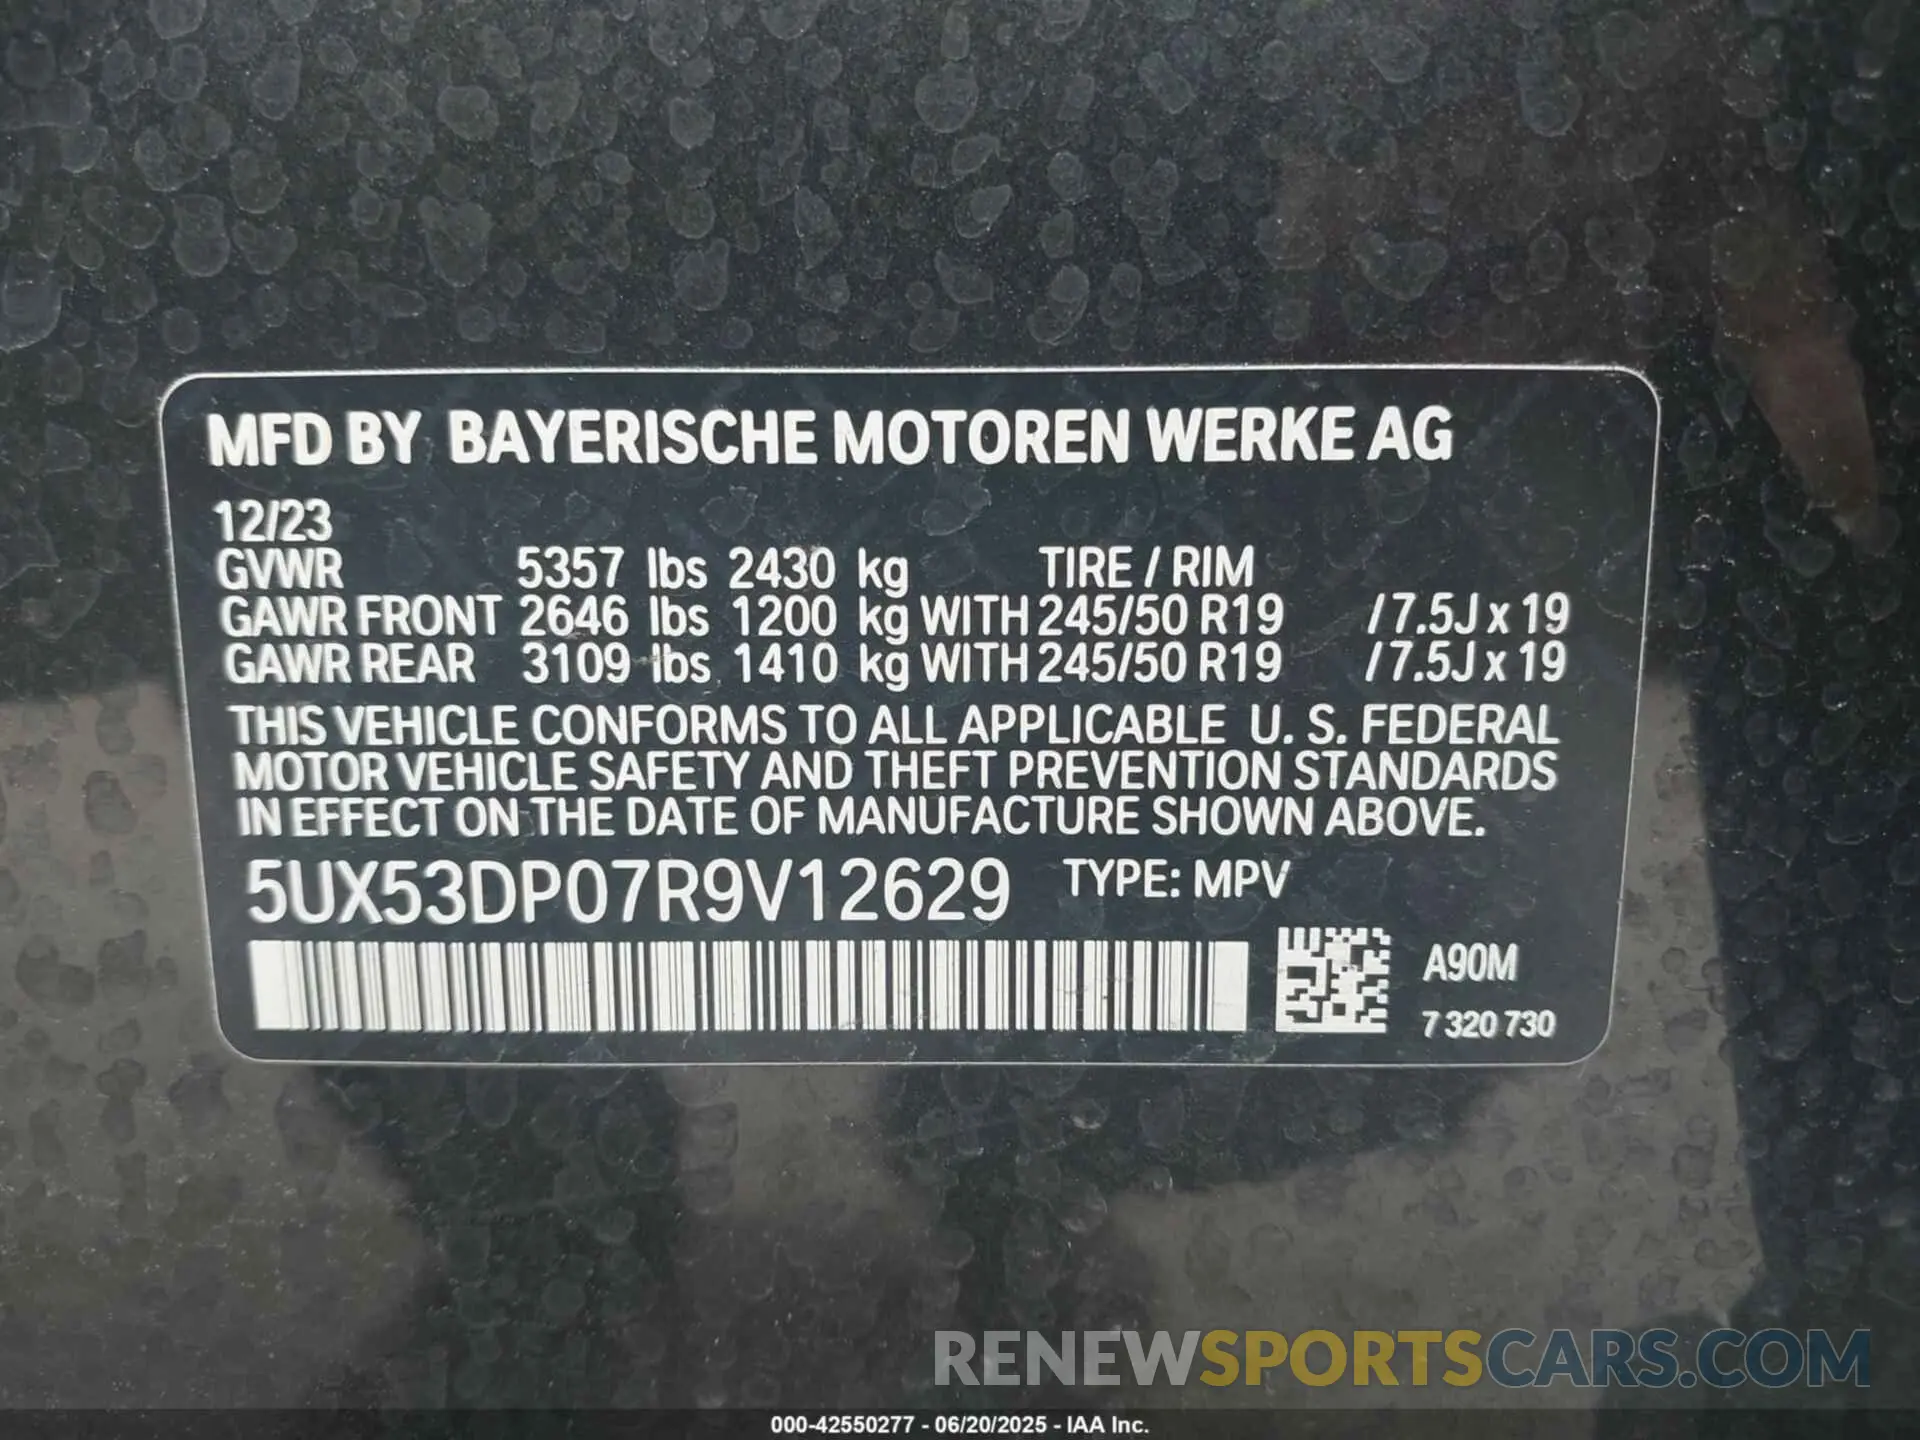 MFD BY BAYERISCHE MOTOREN WERKE AG
12/23
GVWR 5357 lbs 2430 kg TIRE / RIM
GAWR FRONT 2646 lbs 1200 kg WITH 245/50 R19 / 7.5J x 19
GAWR REAR 3109 lbs 1410 kg WITH 245/50 R19 / 7.5J x 19
THIS VEHICLE CONFORMS TO ALL APPLICABLE U. S. FEDERAL
MOTOR VEHICLE SAFETY AND THEFT PREVENTION STANDARDS
IN EFFECT ON THE DATE OF MANUFACTURE SHOWN ABOVE.
5UX53DP07R9V12629 TYPE: MPV
A90M
7 320 730
RENEWSPORTSCARS.COM
000-42550277 - 06/20/2025 - IAA Inc.